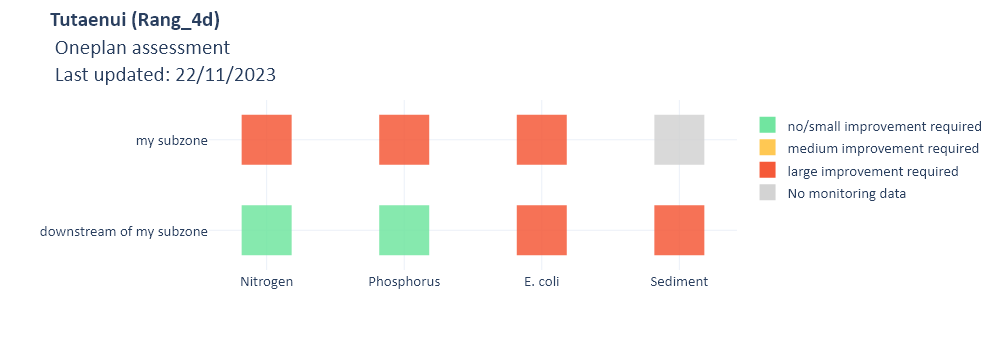 Tutaenui (Rang_4d)
Oneplan assessment
Last updated: 22/11/2023
my subzone
downstream of my subzone
Nitrogen
Phosphorus
E. coli
Sediment
no/small improvement required
medium improvement required
large improvement required
No monitoring data